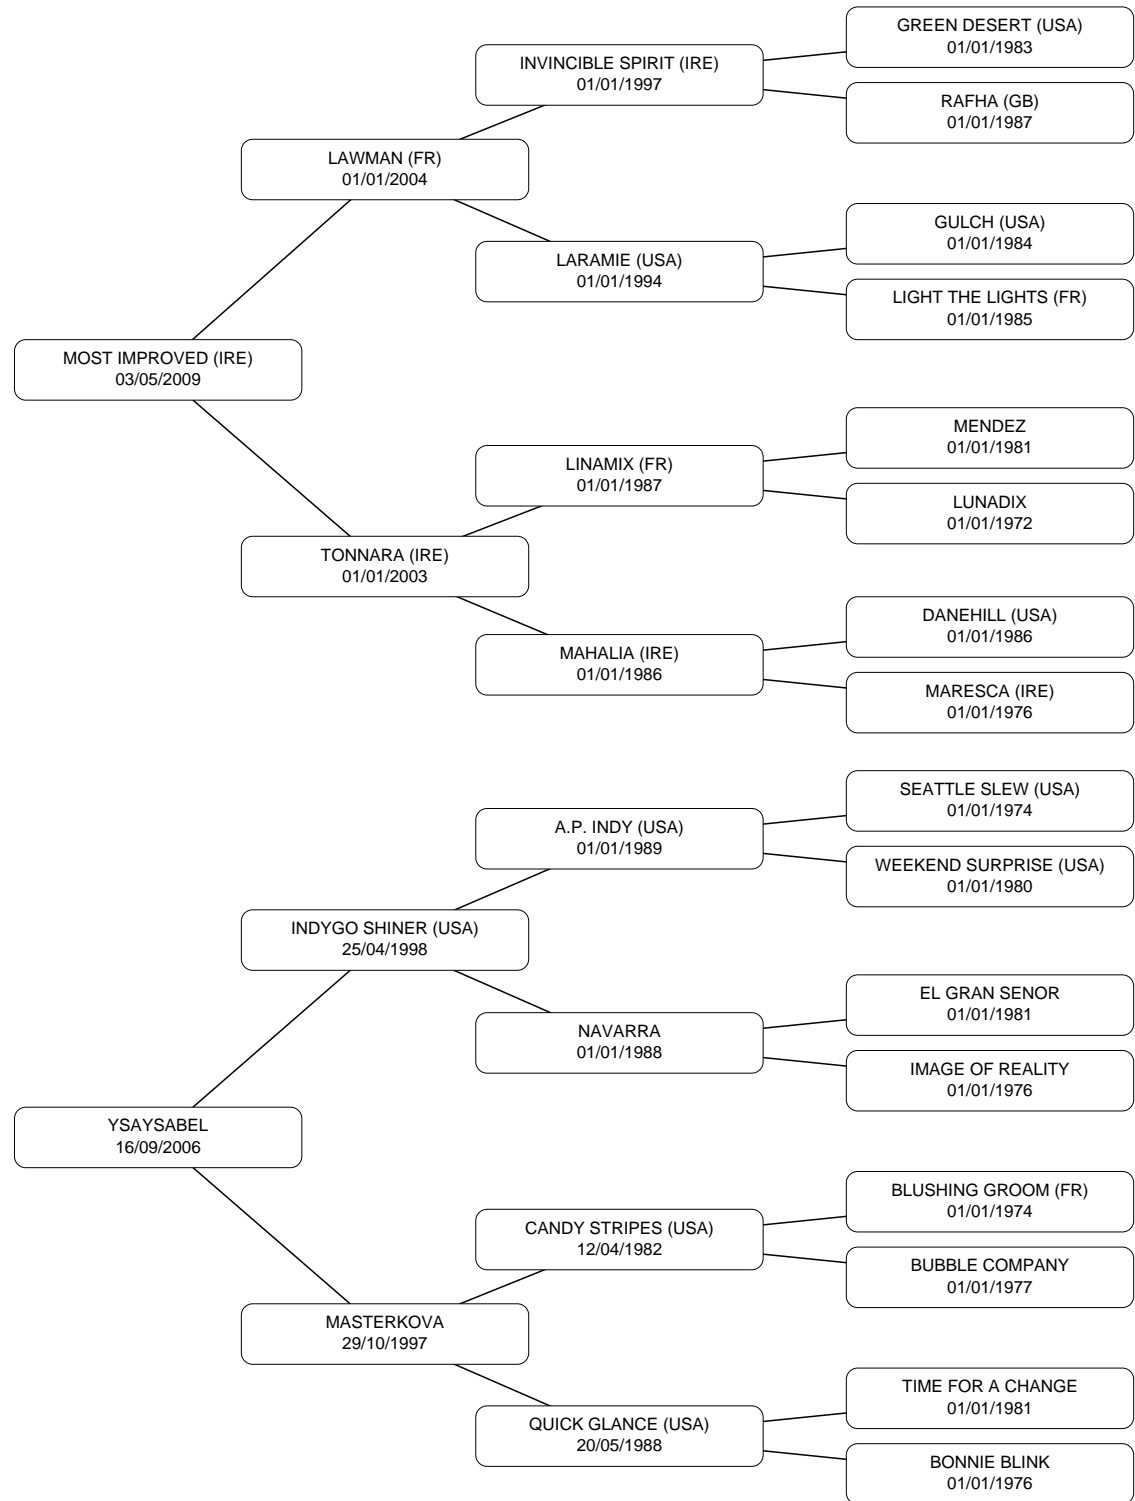 GREEN DESERT (USA)
01/01/1983
INVINCIBLE SPIRIT (IRE)
01/01/1997
RAFHA (GB)
01/01/1987
LAWMAN (FR)
01/01/2004
GULCH (USA)
01/01/1984
LARAMIE (USA)
01/01/1994
LIGHT THE LIGHTS (FR)
01/01/1985
MOST IMPROVED (IRE)
03/05/2009
MENDEZ
01/01/1981
LINAMIX (FR)
01/01/1987
LUNADIX
01/01/1972
TONNARA (IRE)
01/01/2003
DANEHILL (USA)
01/01/1986
MAHALIA (IRE)
01/01/1986
MARESCA (IRE)
01/01/1976
SEATTLE SLEW (USA)
01/01/1974
A.P. INDY (USA)
01/01/1989
WEEKEND SURPRISE (USA)
01/01/1980
INDYGO SHINER (USA)
25/04/1998
EL GRAN SENOR
01/01/1981
NAVARRA
01/01/1988
IMAGE OF REALITY
01/01/1976
YSAYSABEL
16/09/2006
BLUSHING GROOM (FR)
01/01/1974
CANDY STRIPES (USA)
12/04/1982
BUBBLE COMPANY
01/01/1977
MASTERKOVA
29/10/1997
TIME FOR A CHANGE
01/01/1981
QUICK GLANCE (USA)
20/05/1988
BONNIE BLINK
01/01/1976